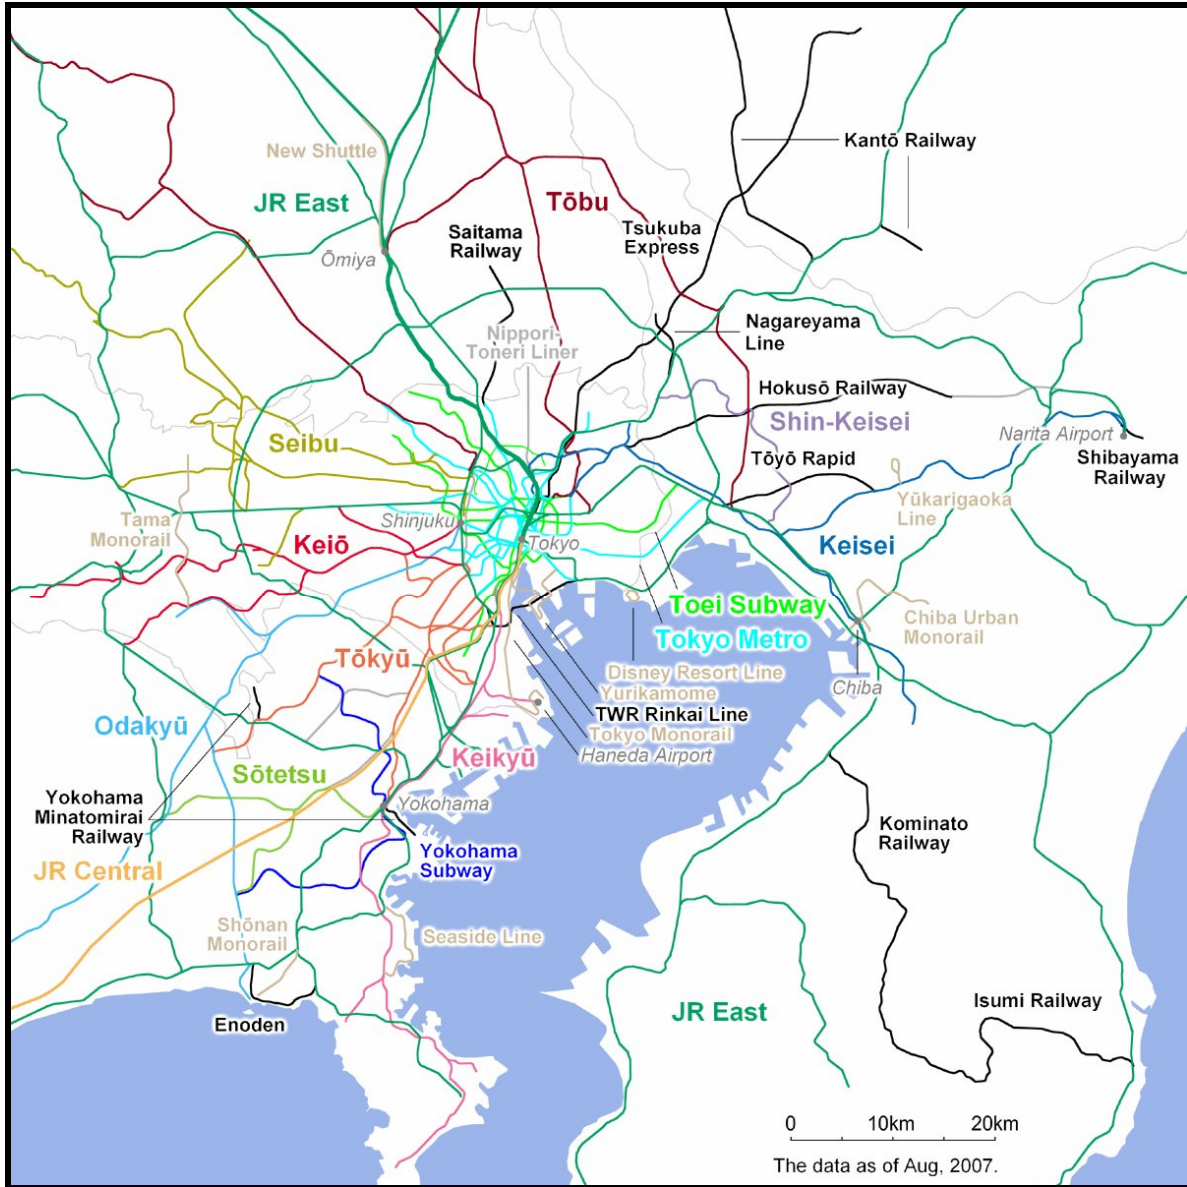 Kantō Railway
New Shuttle
JR East
Tōbu
Saitama
Railway
Tsukuba
Express
Ōmiya
Nippori-
Toneri Liner
Nagareyama
Line
Hokusō Railway
Shin-Keisei
Narita Airport
Shibayama
Railway
Seibu
Tōyō Rapid
Yūkarigaoka
Line
Tama
Monorail
Shinjuku
Keiō
Tokyo
Keisei
Toei Subway
Tokyo Metro
Chiba Urban
Monorail
Tōkyū
Disney Resort Line
Yurikamome
TWR Rinkai Line
Tokyo Monorail
Haneda Airport
Chiba
Odakyū
Keikyū
Sōtetsu
Yokohama
Minatomirai
Railway
Yokohama
JR Central
Yokohama
Subway
Kominato
Railway
Shōnan
Monorail
Seaside Line
Enoden
JR East
Isumi Railway
0 10km 20km
The data as of Aug, 2007.